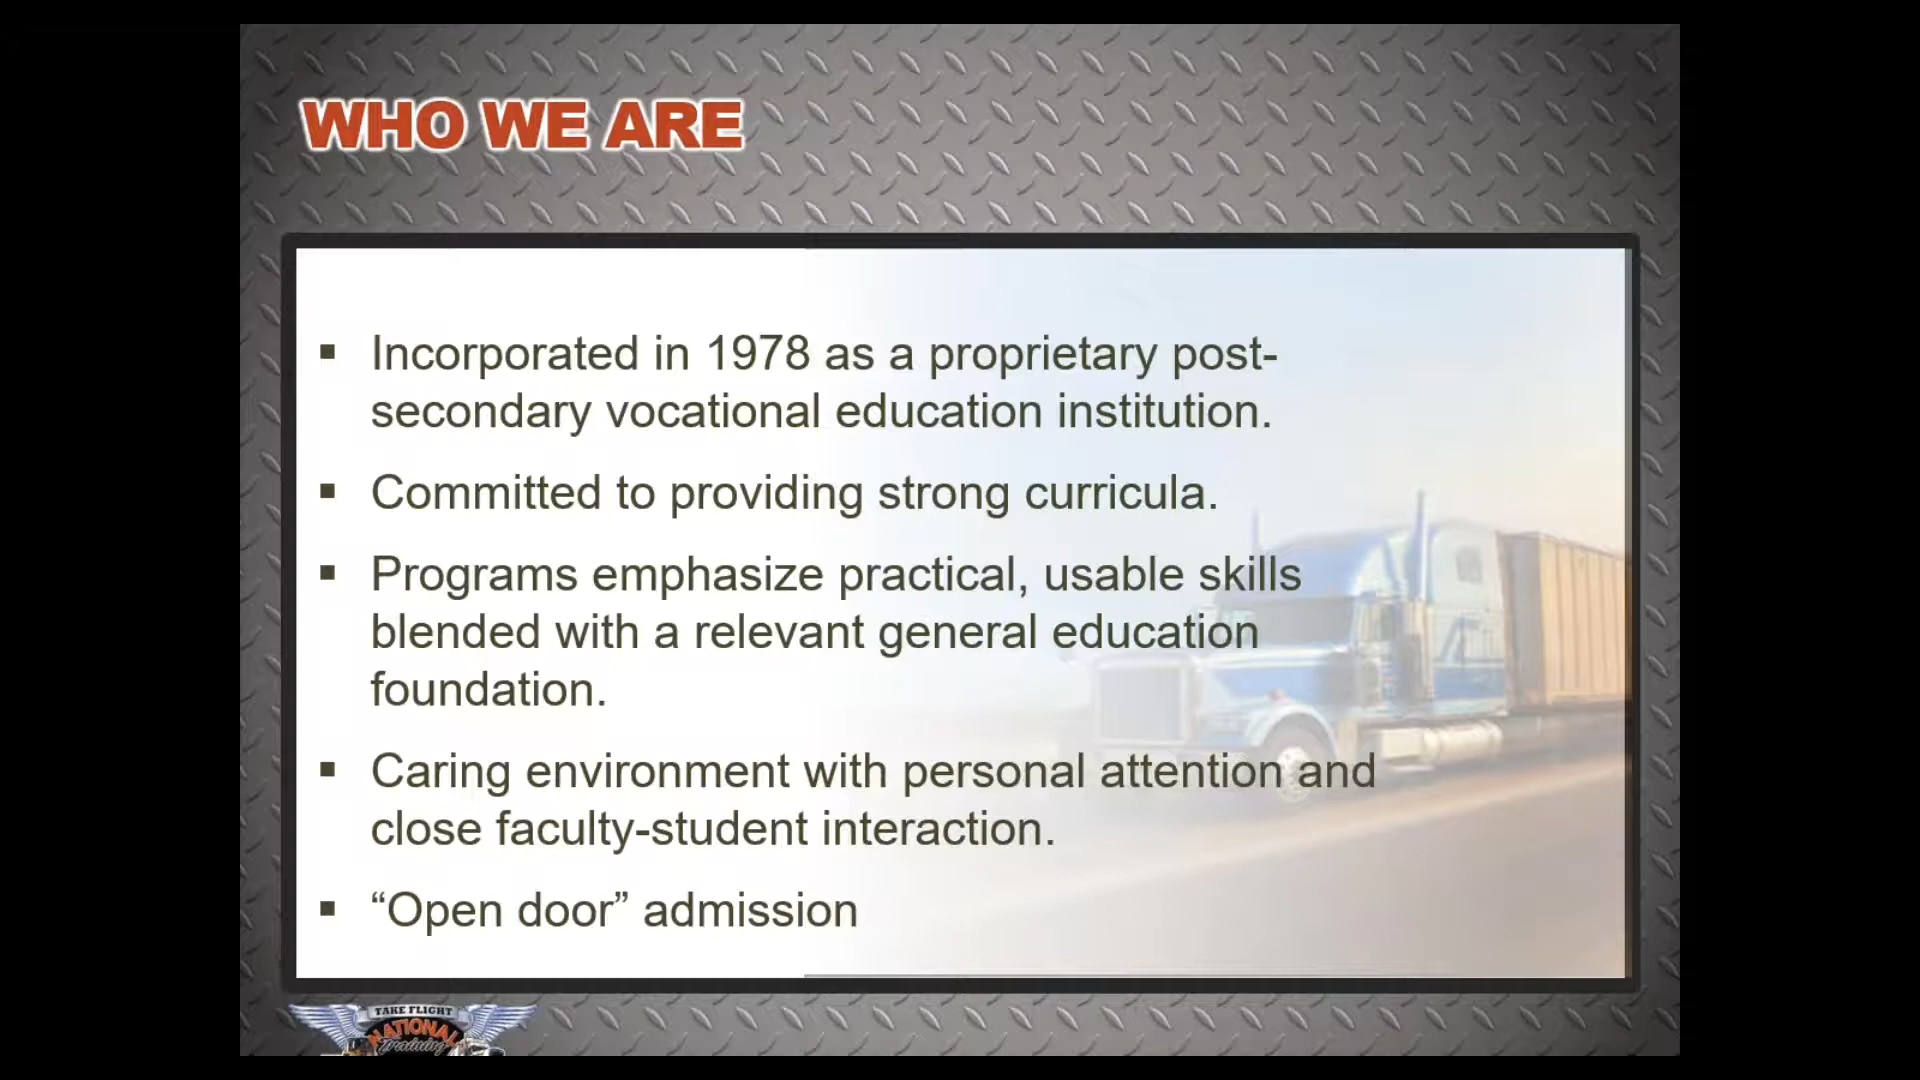 WHO WE ARE
▪ Incorporated in 1978 as a proprietary post-
secondary vocational education institution.
▪ Committed to providing strong curricula.
▪ Programs emphasize practical, usable skills
blended with a relevant general education
foundation.
▪ Caring environment with personal attention and
close faculty-student interaction.
▪ “Open door” admission
TAKE FLIGHT
NATIONAL
Training